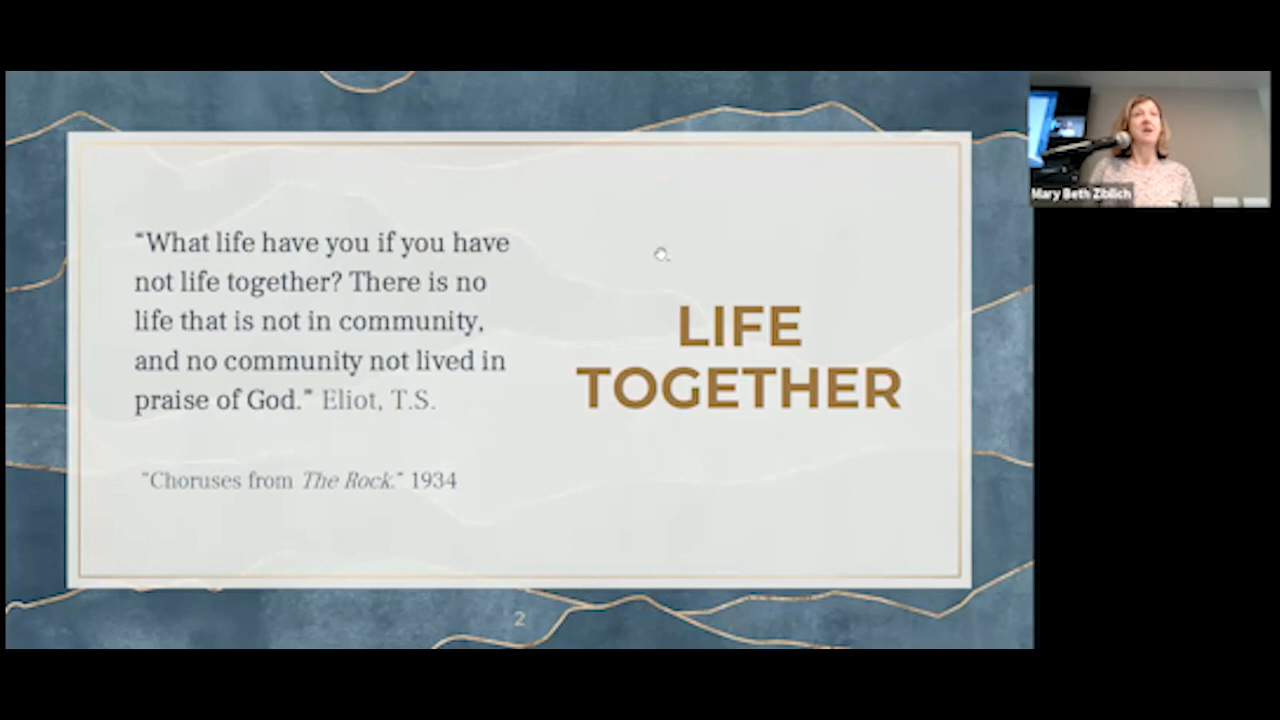 “What life have you if you have
not life together? There is no
life that is not in community,
and no community not lived in
praise of God.” Eliot, T.S.
“Choruses from The Rock.” 1934
LIFE
TOGETHER
2
Mary Beth Ziblich